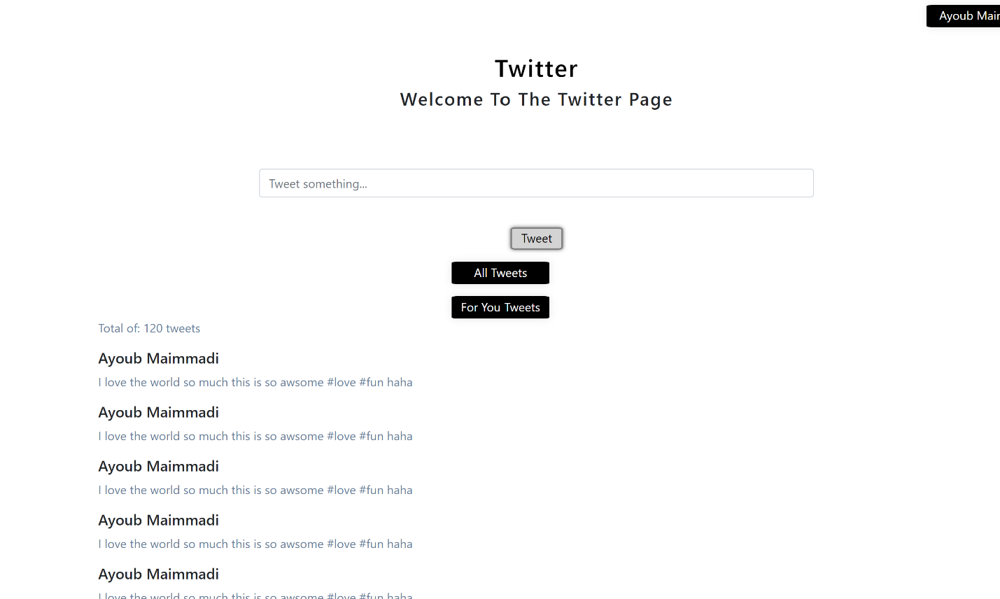 Ayoub
Twitter
Welcome To The Twitter Page
Tweet something...
Tweet
All Tweets
For You Tweets
Total of: 120 tweets
Ayoub Maimmadi
I love the world so much this is so awsome #love #fun haha
Ayoub Maimmadi
I love the world so much this is so awsome #love #fun haha
Ayoub Maimmadi
I love the world so much this is so awsome #love #fun haha
Ayoub Maimmadi
I love the world so much this is so awsome #love #fun haha
Ayoub Maimmadi
I love the world so much this is so awsome #love #fun haha